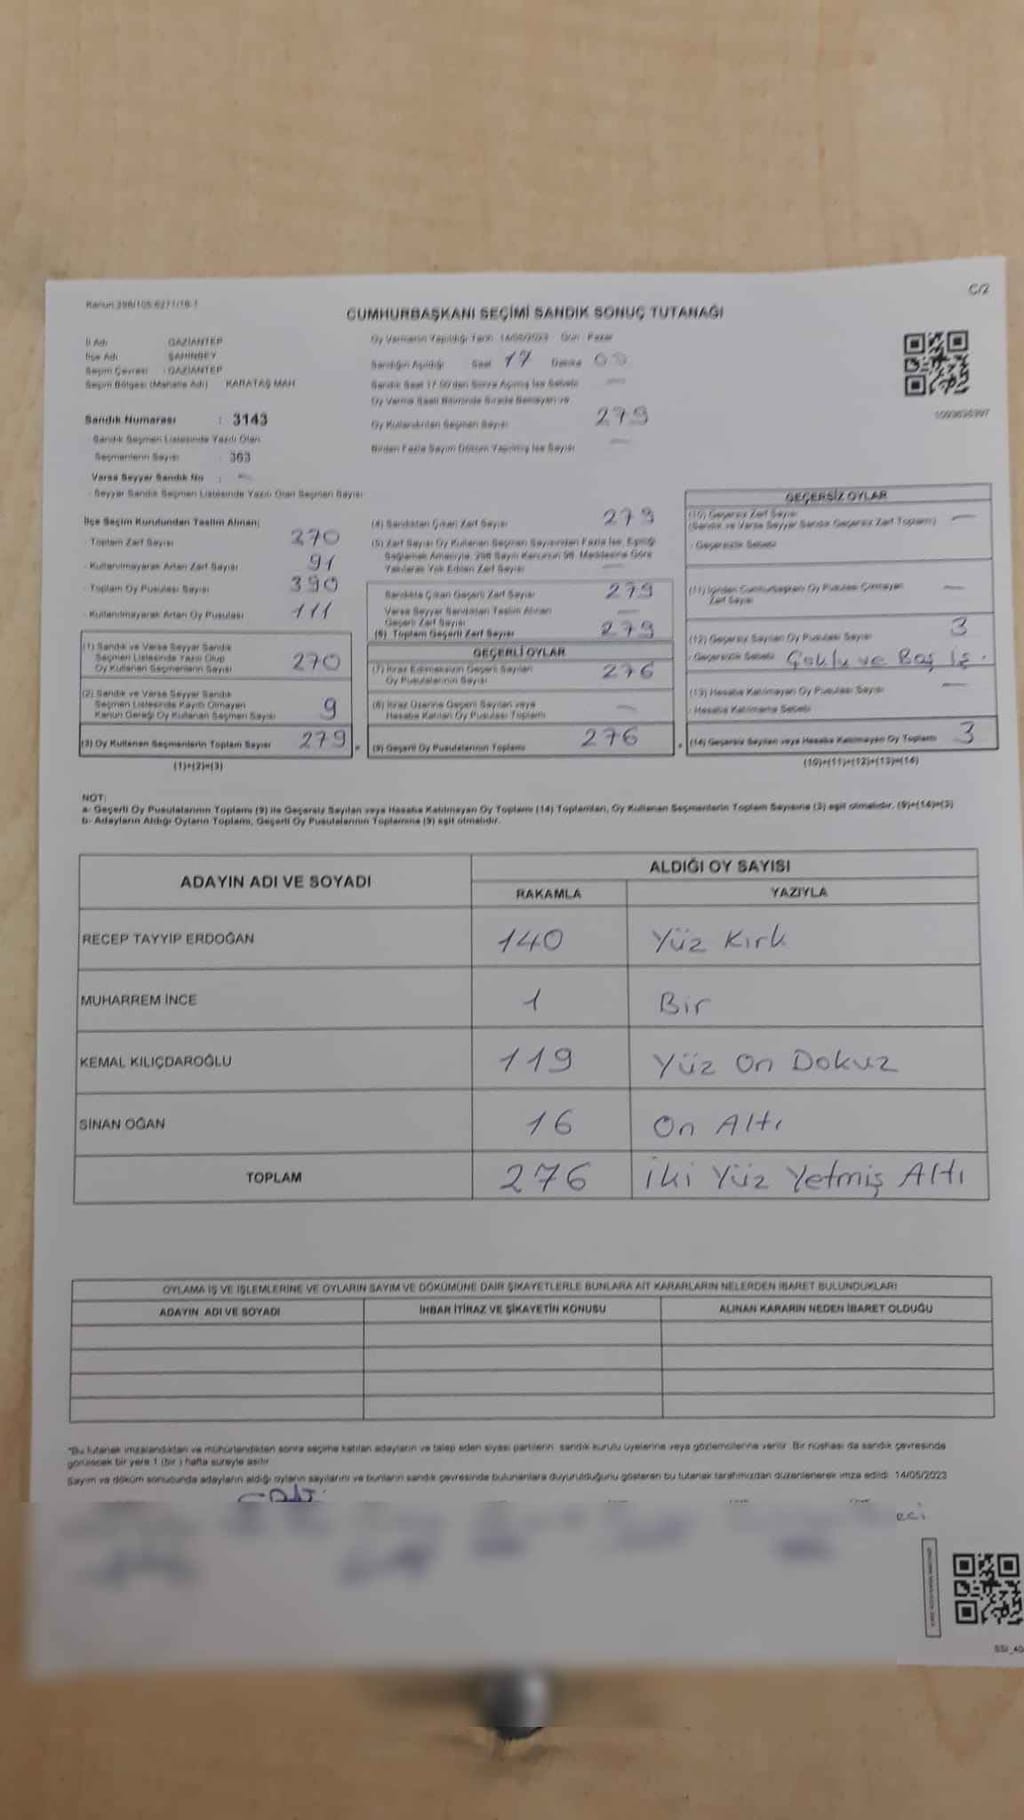 Kanun:298/105 6271/18-1
C/2
CUMHURBAŞKANI SEÇİMİ SANDIK SONUÇ TUTANAĞI
İl Adı : GAZİANTEP
İlçe Adı : ŞAHİNBEY
Seçim Çevresi : GAZİANTEP
Seçim Bölgesi (Mahalle Adı) : KARATAŞ MAH
Sandık Numarası : 3143
Sandık Seçmen Listesinde Yazılı Olan
Seçmenlerin Sayısı : 363
Varsa Seyyar Sandık No : —
- Seyyar Sandık Seçmen Listesinde Yazılı Olan Seçmen Sayısı
Oy Vermenin Yapıldığı Tarih 14/05/2023 Gün Pazar
Sandığın Açıldığı Saat 17 Dakika 00
Sandık Saat 17.00'den Sonra Açılmış İse Sebebi —
Oy Verme Saati Bitiminde Sırada Bekleyen ve
Oy Kullandırılan Seçmen Sayısı 279
Birden Fazla Sayım Döküm Yapılmış İse Sayısı —
İlçe Seçim Kurulundan Teslim Alınan;
- Toplam Zarf Sayısı 370
- Kullanılmayarak Artan Zarf Sayısı 91
- Toplam Oy Pusulası Sayısı 390
- Kullanılmayarak Artan Oy Pusulası 111
(1) Sandık ve Varsa Seyyar Sandık
Seçmen Listesinde Yazılı Olup
Oy Kullanan Seçmenlerin Sayısı 270
(2) Sandık ve Varsa Seyyar Sandık
Seçmen Listesinde Kayıtlı Olmayan
Kanun Gereği Oy Kullanan Seçmen Sayısı 9
(3) Oy Kullanan Seçmenlerin Toplam Sayısı 279
(1)+(2)=(3)
(4) Sandıktan Çıkan Zarf Sayısı 279
(5) Zarf Sayısı Oy Kullanan Seçmen Sayısından Fazla İse, Eşitliği
Sağlamak Amacıyla, 298 Sayılı Kanunun 98. Maddesine Göre
Yakılarak Yok Edilen Zarf Sayısı —
Sandıkta Çıkan Geçerli Zarf Sayısı 279
Varsa Seyyar Sandıktan Teslim Alınan
Geçerli Zarf Sayısı —
(6) Toplam Geçerli Zarf Sayısı 279
GEÇERLİ OYLAR
(7) İtiraz Edilmeksizin Geçerli Sayılan
Oy Pusulalarının Sayısı 276
(8) İtiraz Üzerine Geçerli Sayılan veya
Hesaba Katılan Oy Pusulası Toplamı —
(9) Geçerli Oy Pusulalarının Toplamı 276
GEÇERSİZ OYLAR
(10) Geçersiz Zarf Sayısı —
(Sandık ve Varsa Seyyar Sandık Geçersiz Zarf Toplamı)
- Geçersizlik Sebebi
(11) İçinden Cumhurbaşkanı Oy Pusulası Çıkmayan
Zarf Sayısı —
(12) Geçersiz Sayılan Oy Pusulası Sayısı 3
- Geçersizlik Sebebi Çoklu ve Boş İş.
(13) Hesaba Katılmayan Oy Pusulası Sayısı —
- Hesaba Katılmama Sebebi
(14) Geçersiz Sayılan veya Hesaba Katılmayan Oy Toplamı 3
(10)+(11)+(12)+(13)=(14)
NOT:
a- Geçerli Oy Pusulalarının Toplamı (9) ile Geçersiz Sayılan veya Hesaba Katılmayan Oy Toplamı (14) Toplamları, Oy Kullanan Seçmenlerin Toplam Sayısına (3) eşit olmalıdır. (9)+(14)=(3)
b- Adayların Aldığı Oyların Toplamı, Geçerli Oy Pusulalarının Toplamına (9) eşit olmalıdır.
ADAYIN ADI VE SOYADI
ALDIĞI OY SAYISI
RAKAMLA YAZIYLA
RECEP TAYYİP ERDOĞAN 140 Yüz Kırk
MUHARREM İNCE 1 Bir
KEMAL KILIÇDAROĞLU 119 Yüz On Dokuz
SİNAN OĞAN 16 On Altı
TOPLAM 276 İki Yüz Yetmiş Altı
OYLAMA İŞ VE İŞLEMLERİNE VE OYLARIN SAYIM VE DÖKÜMÜNE DAİR ŞİKAYETLERLE BUNLARA AİT KARARLARIN NELERDEN İBARET BULUNDUKLARI
ADAYIN ADI VE SOYADI İHBAR İTİRAZ VE ŞİKAYETİN KONUSU ALINAN KARARIN NEDEN İBARET OLDUĞU
*Bu tutanak imzalandıktan ve mühürlendikten sonra seçime katılan adayların ve talep eden siyasi partilerin sandık kurulu üyelerine veya gözlemcilerine verilir. Bir nüshası da sandık çevresinde
görülecek bir yere 1 (bir) hafta süreyle asılır.
Sayım ve döküm sonucunda adayların aldığı oyların sayılarını ve bunların sandık çevresinde bulunanlara duyurulduğunu gösteren bu tutanak tarafımızdan düzenlenerek imza edildi. 14/05/2023